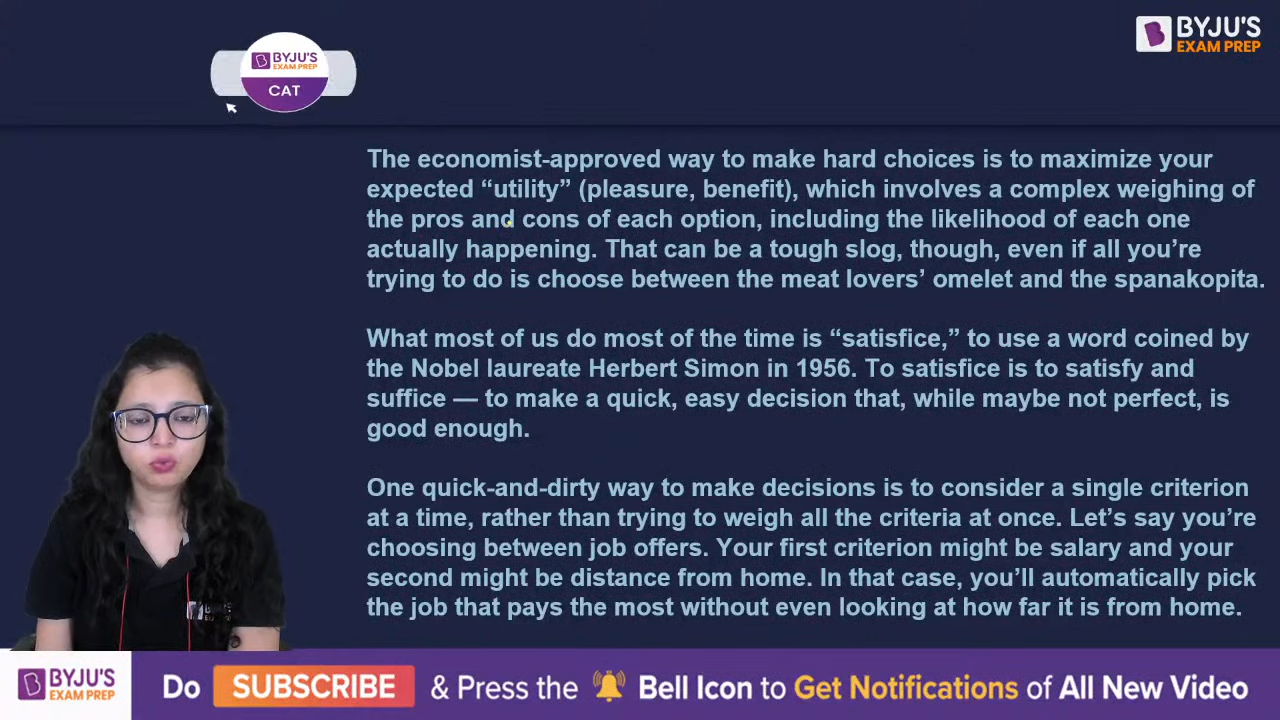 BYJU'S
EXAM PREP
BYJU'S
EXAM PREP
CAT
The economist-approved way to make hard choices is to maximize your
expected “utility” (pleasure, benefit), which involves a complex weighing of
the pros and cons of each option, including the likelihood of each one
actually happening. That can be a tough slog, though, even if all you’re
trying to do is choose between the meat lovers’ omelet and the spanakopita.
What most of us do most of the time is “satisfice,” to use a word coined by
the Nobel laureate Herbert Simon in 1956. To satisfice is to satisfy and
suffice — to make a quick, easy decision that, while maybe not perfect, is
good enough.
One quick-and-dirty way to make decisions is to consider a single criterion
at a time, rather than trying to weigh all the criteria at once. Let’s say you’re
choosing between job offers. Your first criterion might be salary and your
second might be distance from home. In that case, you’ll automatically pick
the job that pays the most without even looking at how far it is from home.
BYJU'S
EXAM PREP
Do SUBSCRIBE & Press the Bell Icon to Get Notifications of All New Video